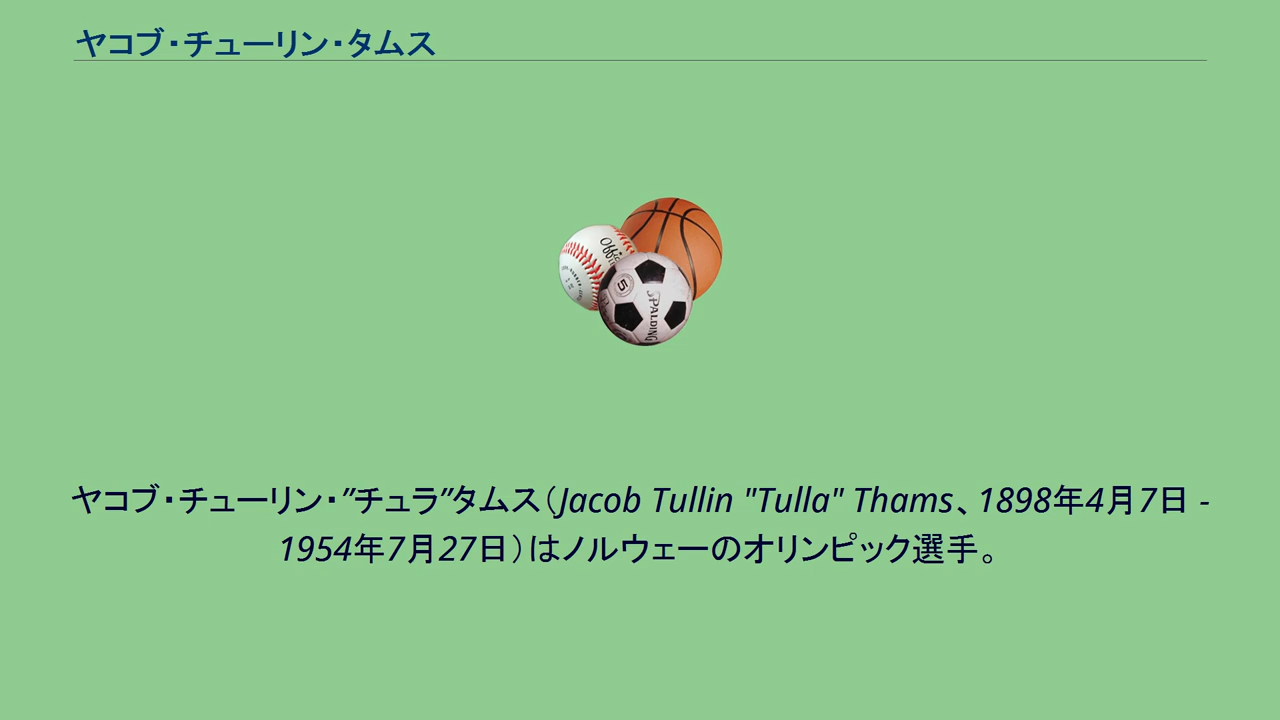 ヤコブ・チューリン・タムス
Offic
5
SPALDING
ヤコブ・チューリン・″チュラ″タムス（Jacob Tullin "Tulla" Thams、1898年4月7日 -
1954年7月27日）はノルウェーのオリンピック選手。